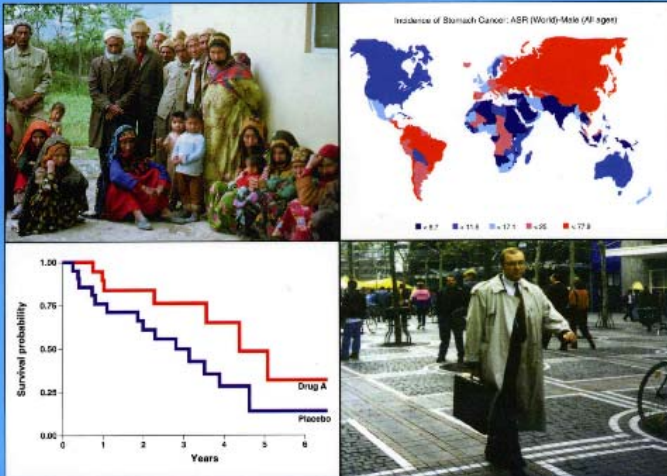 Incidence of Stomach Cancer: ASR (World)-Male (All ages)
< 6.7 < 11.6 < 17.1 < 25 < 77.9
Survival probability
1.00
0.75
0.50
0.25
0.00
Drug A
Placebo
0 1 2 3 4 5 6
Years